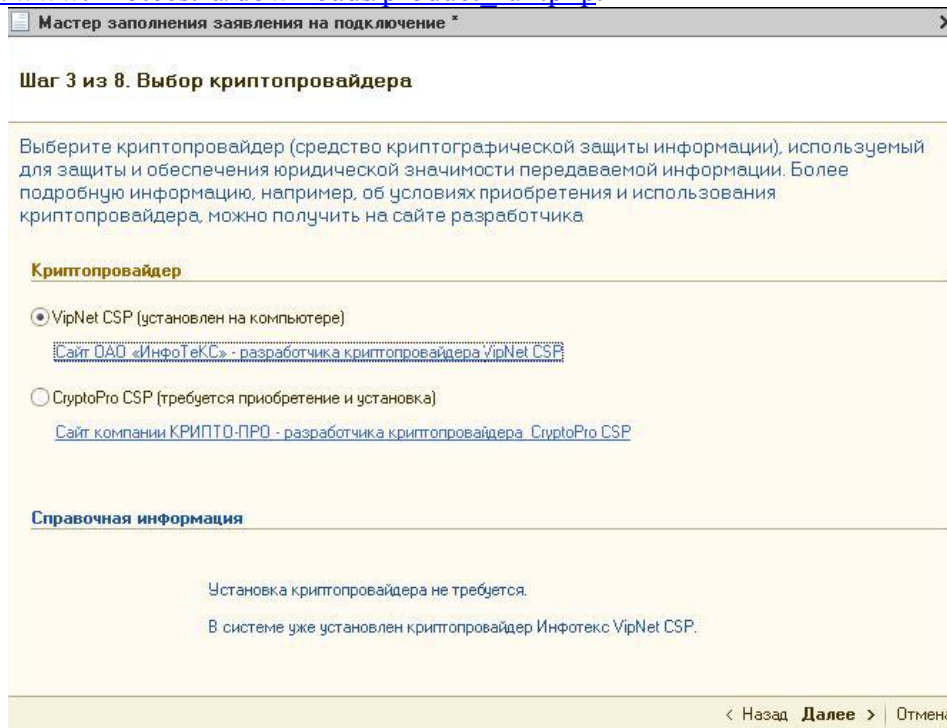 Мастер заполнения заявления на подключение *
Шаг 3 из 8. Выбор криптопровайдера
Выберите криптопровайдер (средство криптографической защиты информации), используемый
для защиты и обеспечения юридической значимости передаваемой информации. Более
подробную информацию, например, об условиях приобретения и использования
криптопровайдера, можно получить на сайте разработчика
Криптопровайдер
VipNet CSP (установлен на компьютере)
Сайт ОАО «ИнфоТеКС» - разработчика криптопровайдера VipNet CSP
CryptoPro CSP (требуется приобретение и установка)
Сайт компании КРИПТО-ПРО - разработчика криптопровайдера CryptoPro CSP
Справочная информация
Установка криптопровайдера не требуется.
В системе уже установлен криптопровайдер Инфотекс VipNet CSP.
< Назад Далее > Отмена